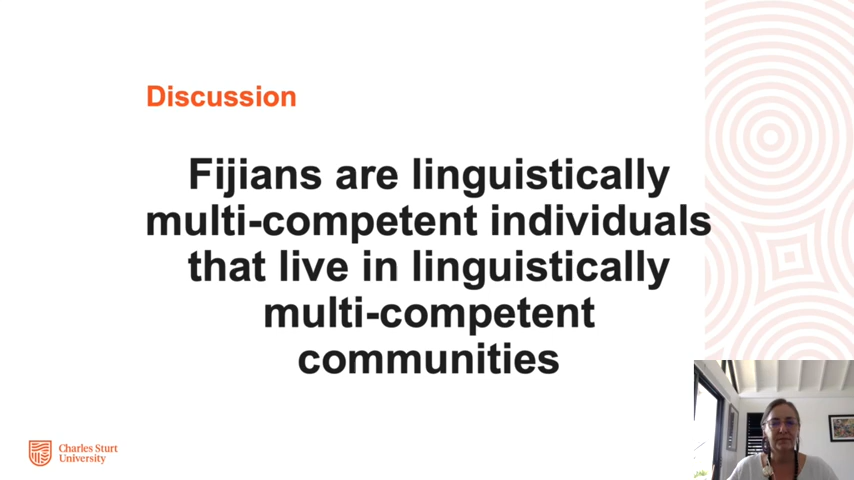 Discussion
Fijians are linguistically
multi-competent individuals
that live in linguistically
multi-competent
communities
Charles Sturt
University